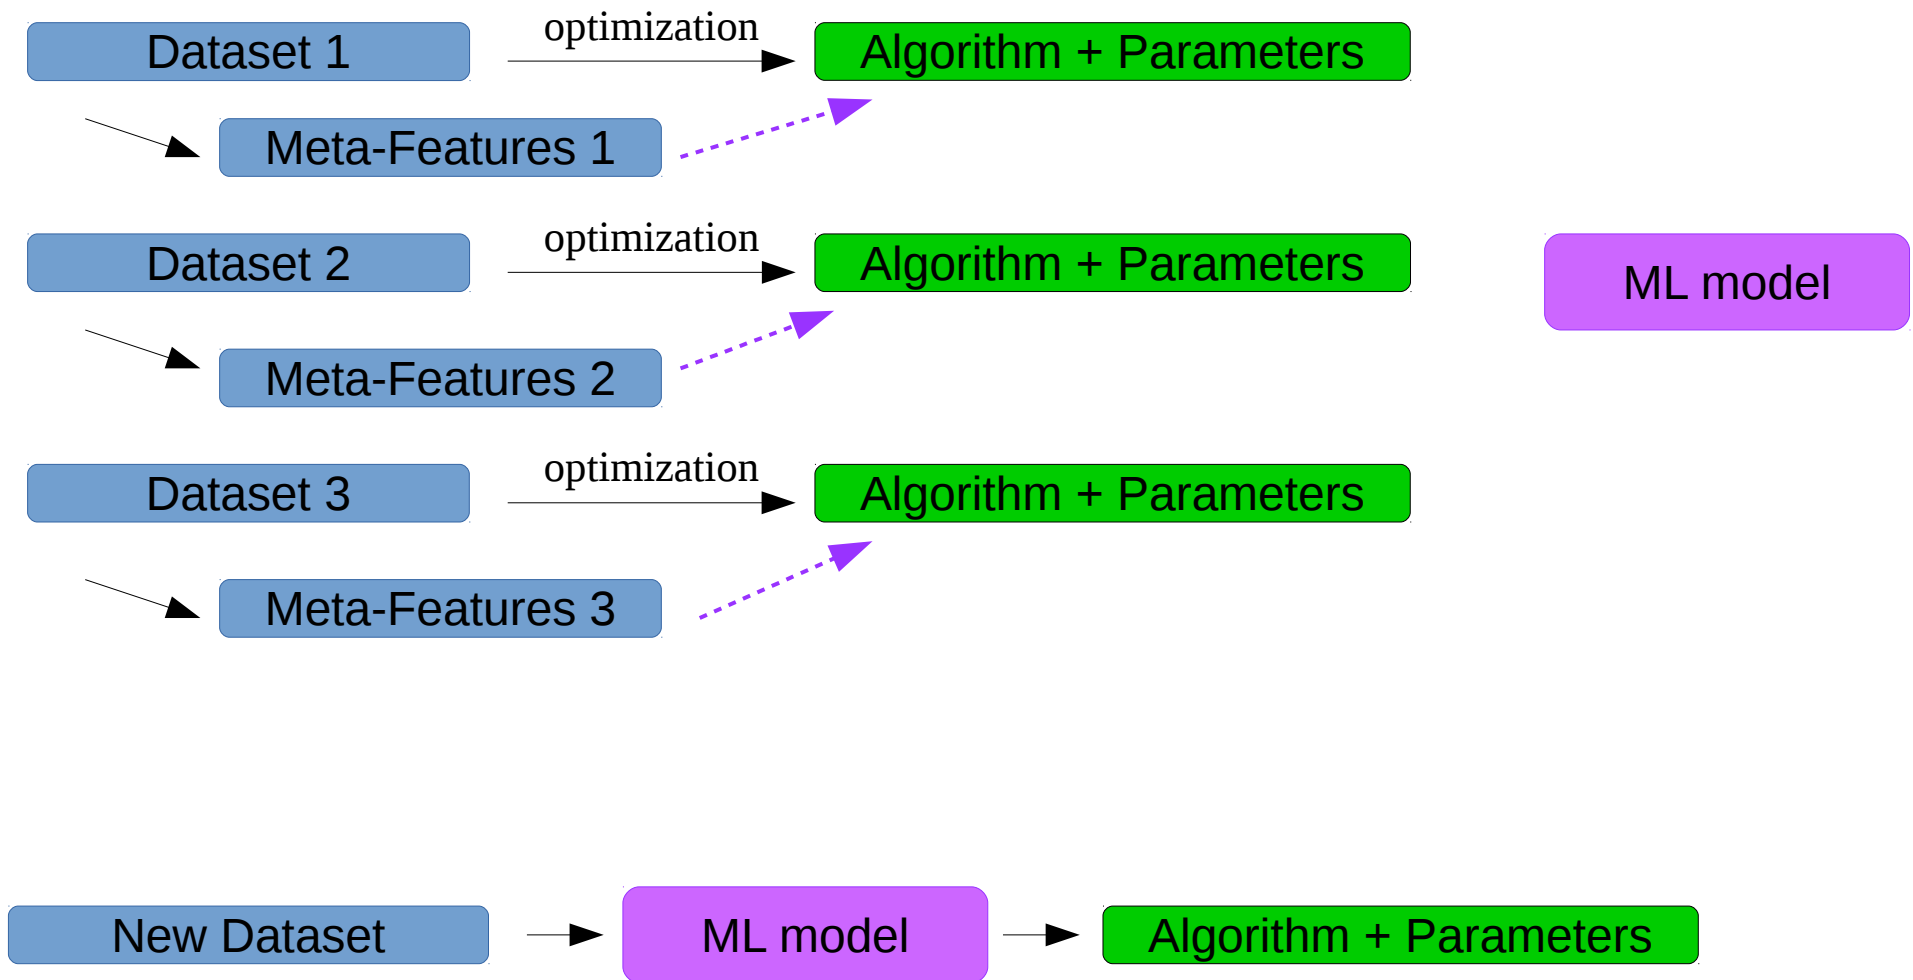 Dataset 1
optimization
Algorithm + Parameters
Meta-Features 1
Dataset 2
optimization
Algorithm + Parameters
ML model
Meta-Features 2
Dataset 3
optimization
Algorithm + Parameters
Meta-Features 3
New Dataset
ML model
Algorithm + Parameters